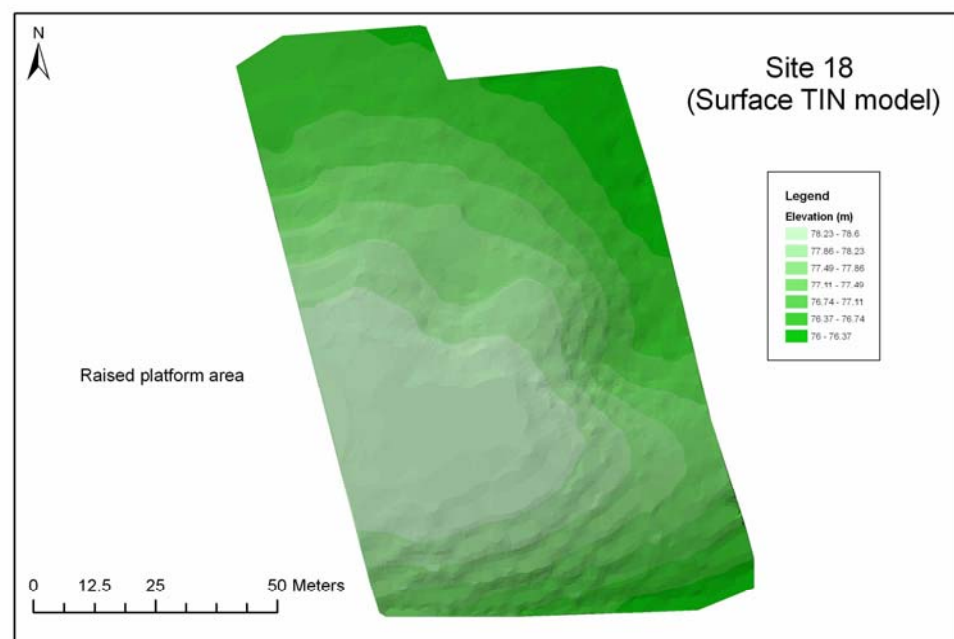 N
Site 18
(Surface TIN model)
Legend
Elevation (m)
78.23 - 78.6
77.86 - 78.23
77.49 - 77.86
77.11 - 77.49
76.74 - 77.11
76.37 - 76.74
76 - 76.37
Raised platform area
0 12.5 25 50 Meters